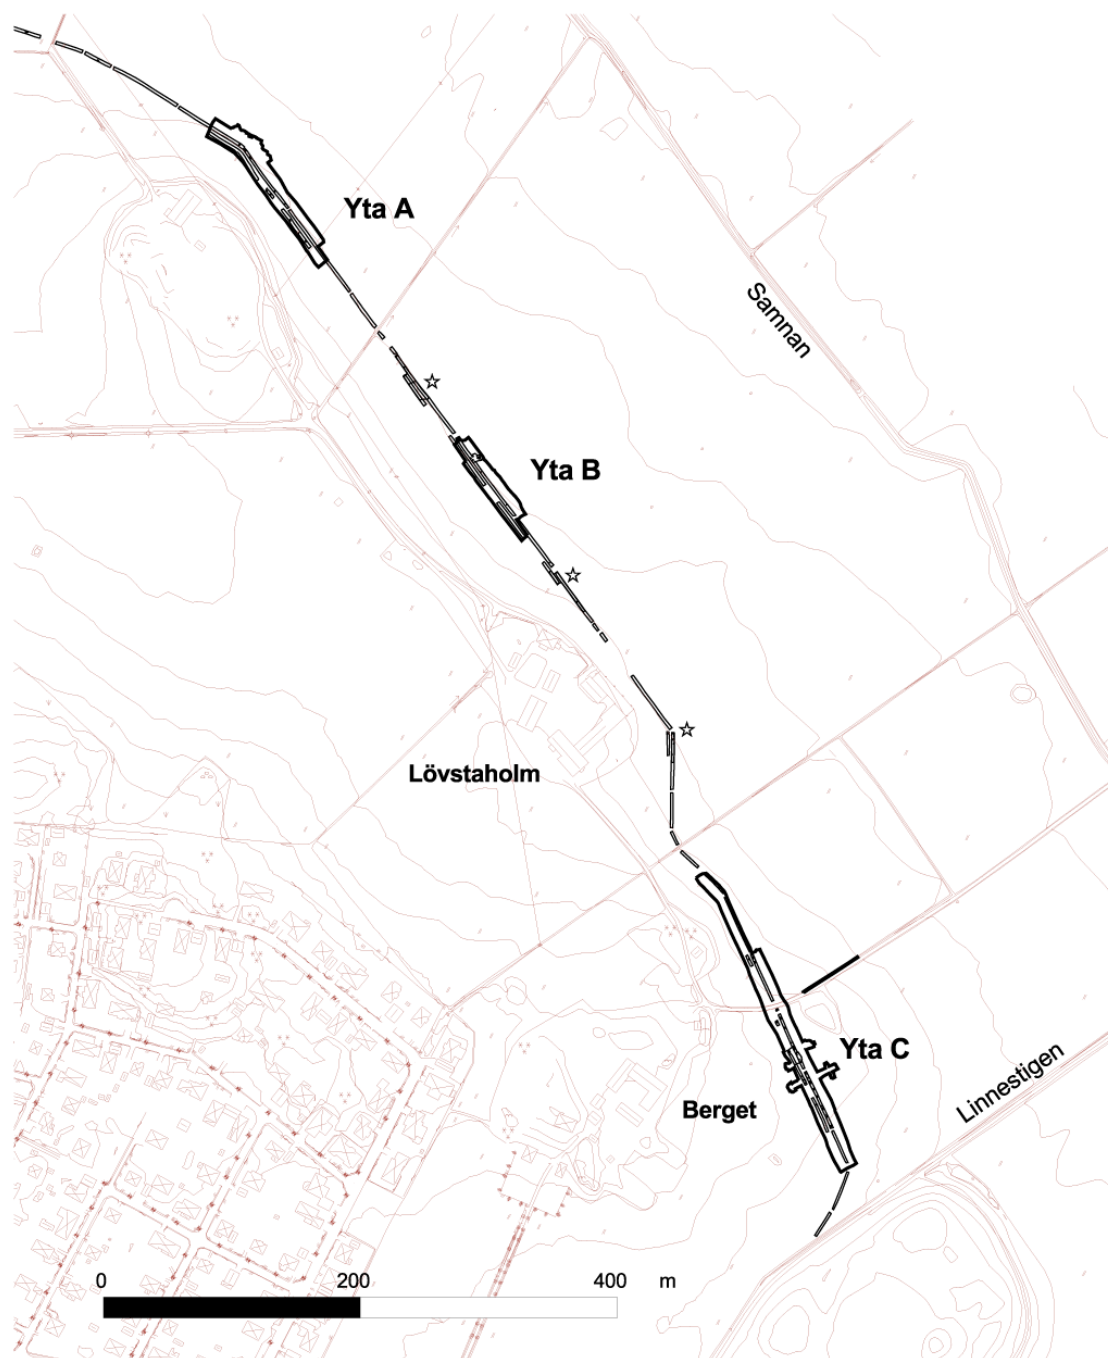 Yta A
Samnan
Yta B
Lövstaholm
Yta C
Linnestigen
Berget
0 200 400 m